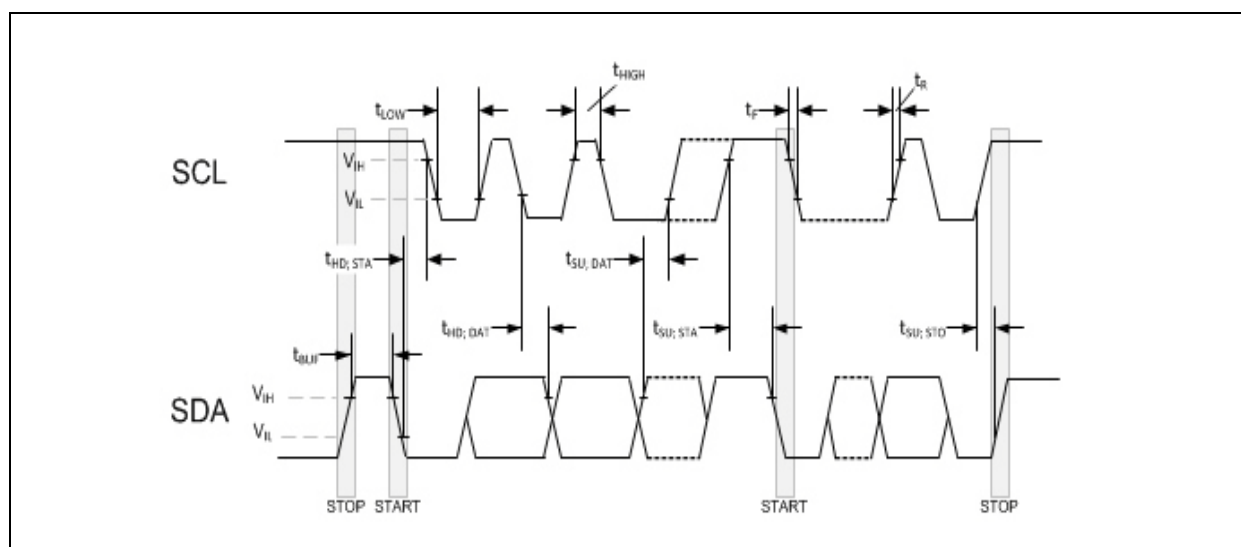 tHIGH
tR
tLOW
tF
SCL
VIH
VIL
tHD; STA
tSU, DAT
tHD; DAT
tSU; STA
tSU; STO
tBUF
SDA
VIH
VIL
STOP START START STOP